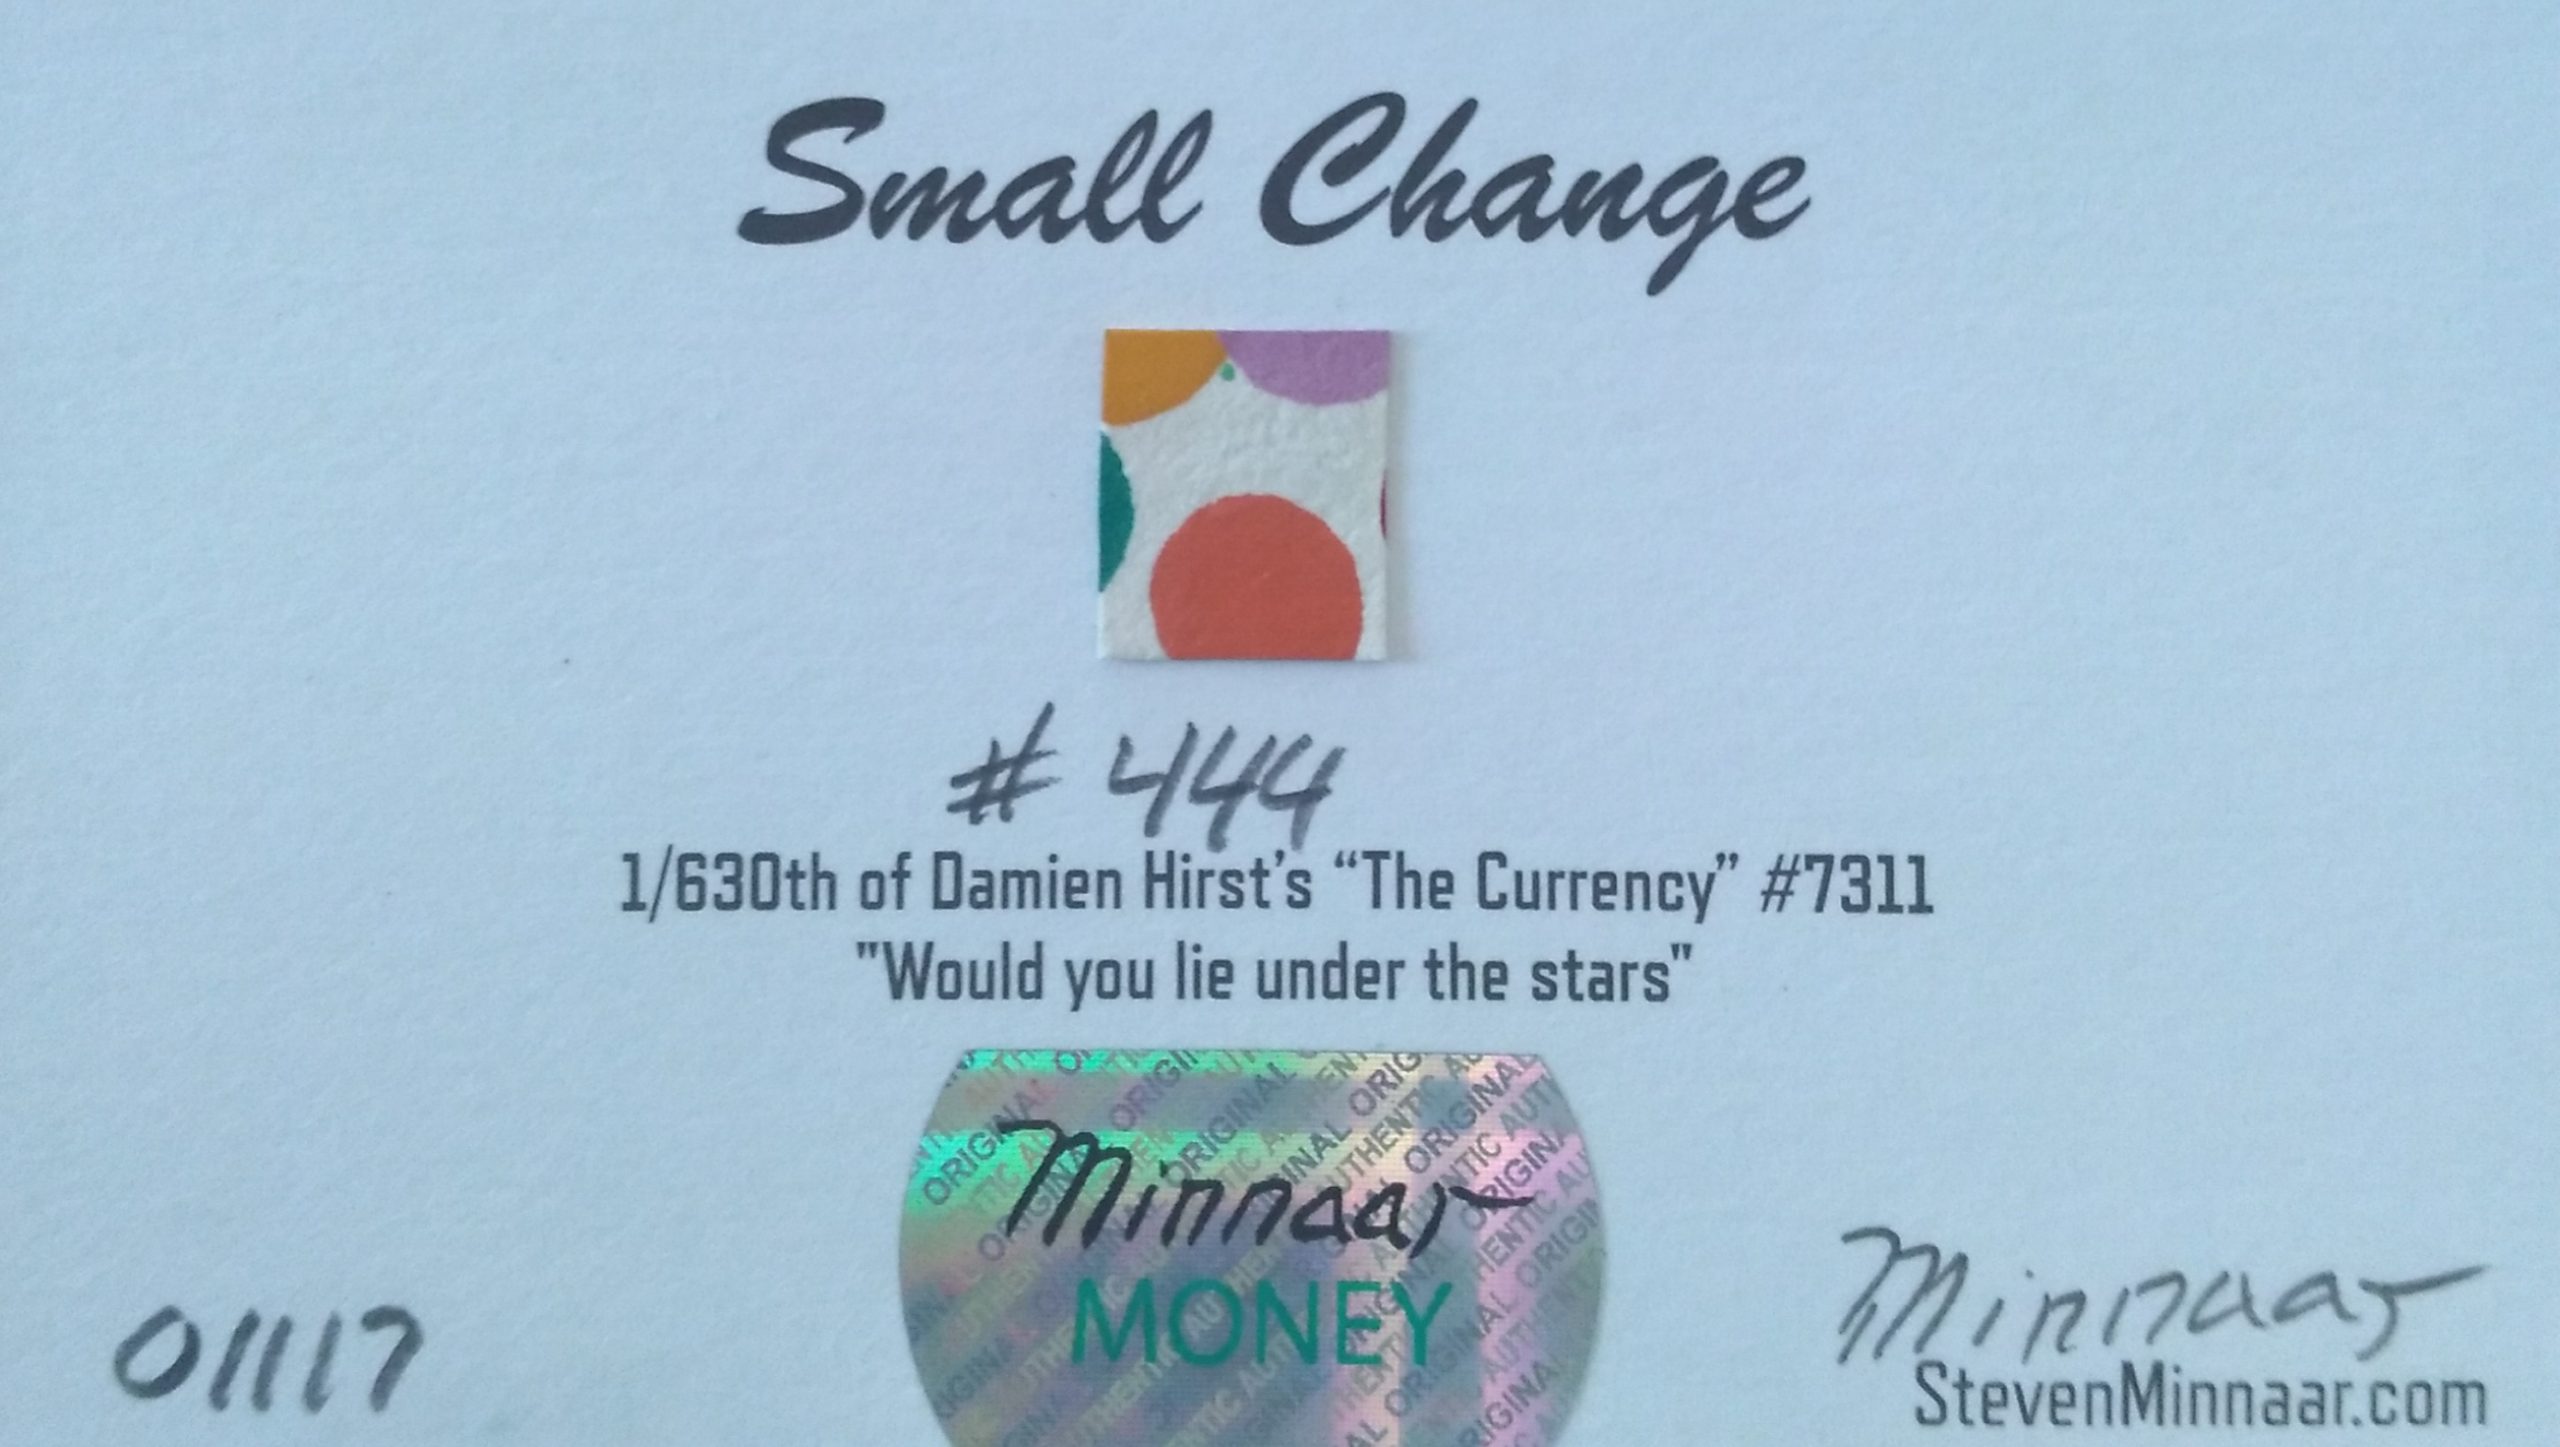 Small Change
# 444
1/630th of Damien Hirst's “The Currency” #7311
"Would you lie under the stars"
Minnaar
MONEY
01117
Minnaar
StevenMinnaar.com